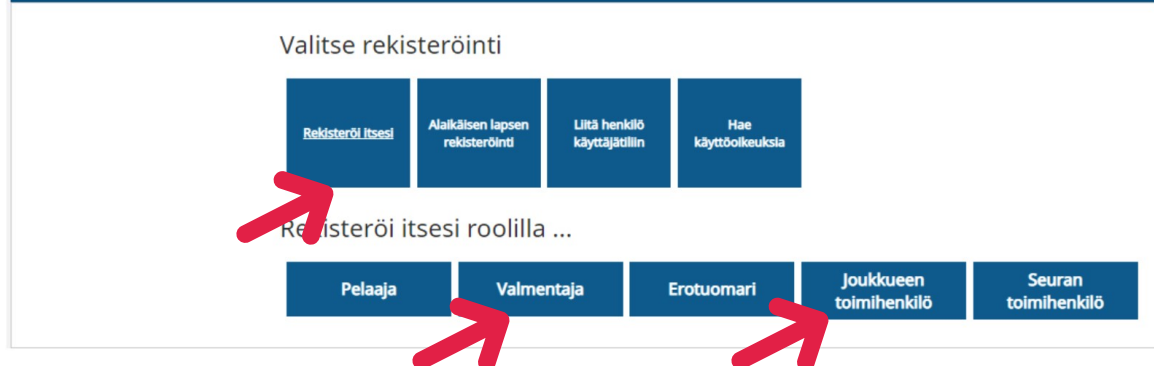 Valitse rekisteröinti
Rekisteröi itsesi
Alaikäisen lapsen
rekisteröinti
Liitä henkilö
käyttäjätiliin
Hae
käyttöoikeuksia
Rekisteröi itsesi roolilla ...
Pelaaja
Valmentaja
Erotuomari
Joukkueen
toimihenkilö
Seuran
toimihenkilö